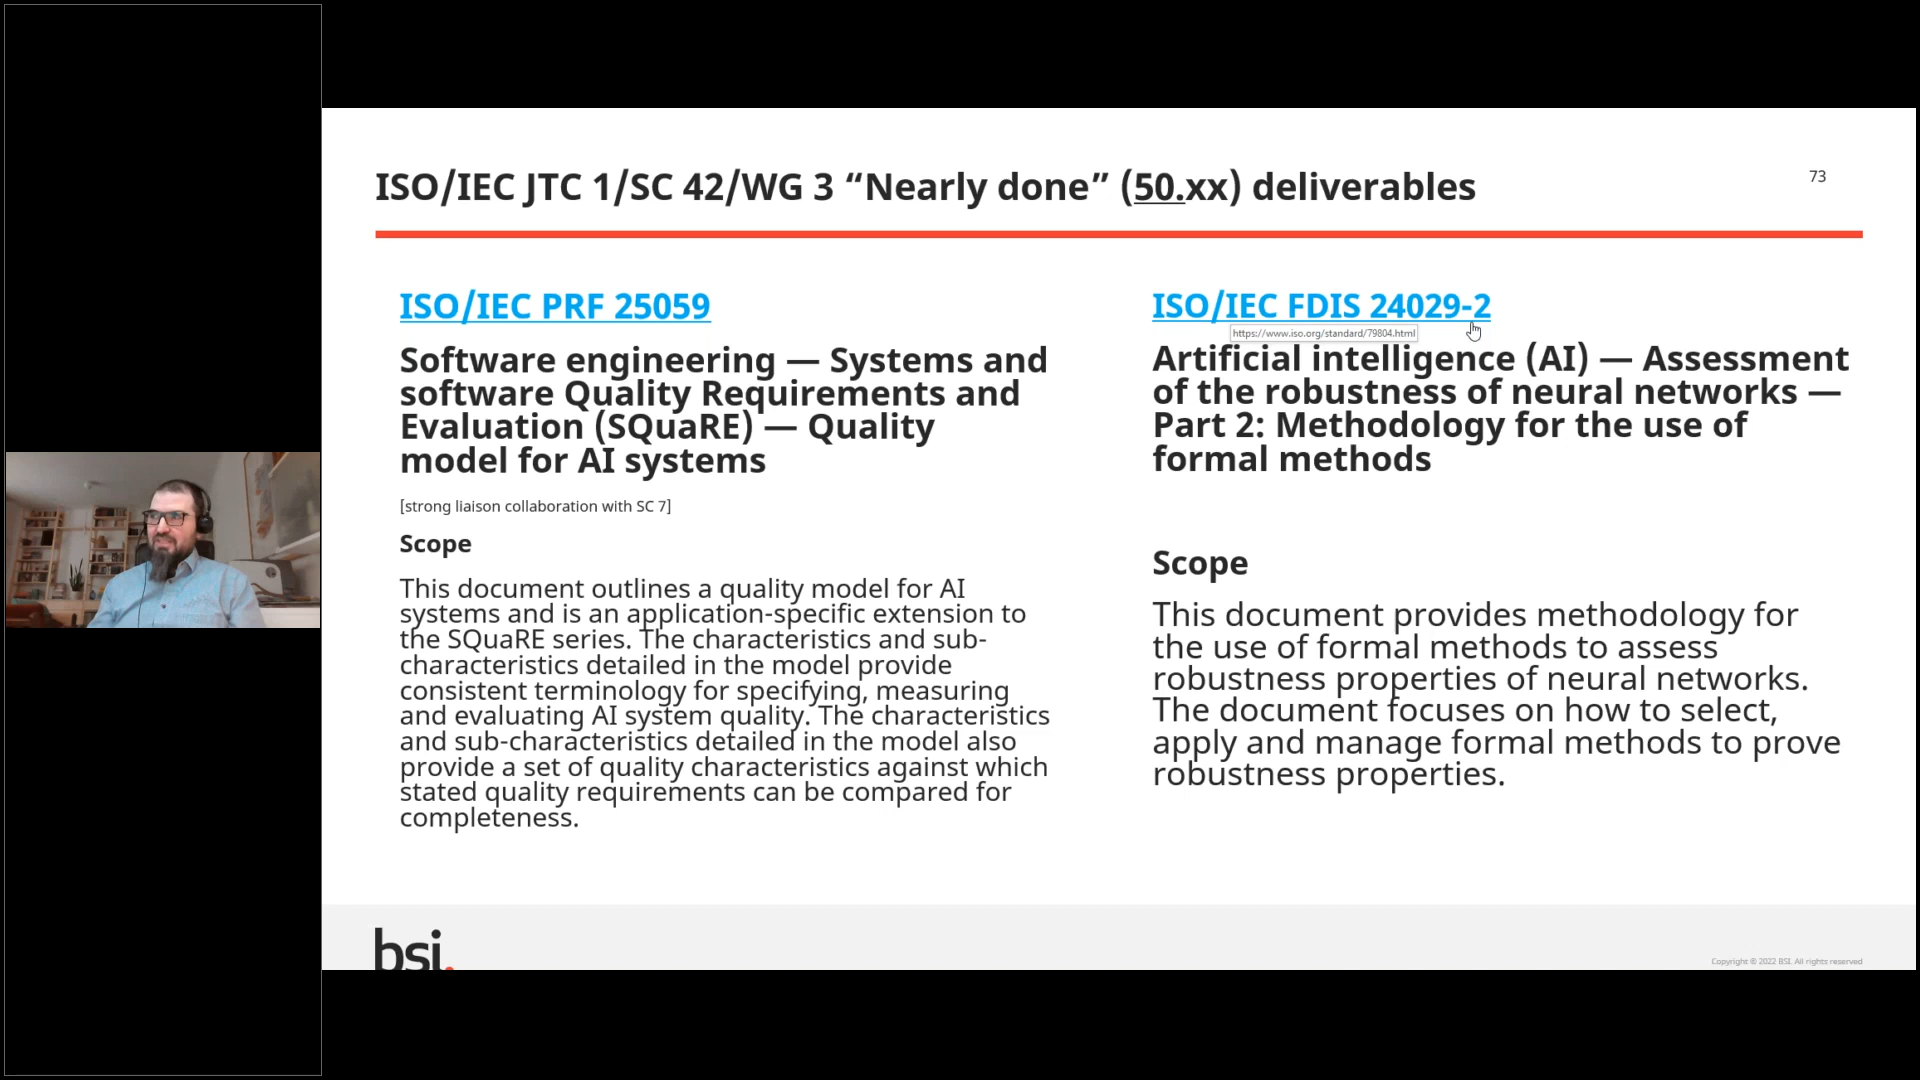 ISO/IEC JTC 1/SC 42/WG 3 “Nearly done” (50.xx) deliverables
73
ISO/IEC PRF 25059
Software engineering — Systems and
software Quality Requirements and
Evaluation (SQuaRE) — Quality
model for AI systems
[strong liaison collaboration with SC 7]
Scope
This document outlines a quality model for AI
systems and is an application-specific extension to
the SQuaRE series. The characteristics and sub-
characteristics detailed in the model provide
consistent terminology for specifying, measuring
and evaluating AI system quality. The characteristics
and sub-characteristics detailed in the model also
provide a set of quality characteristics against which
stated quality requirements can be compared for
completeness.
ISO/IEC FDIS 24029-2
https://www.iso.org/standard/79804.html
Artificial intelligence (AI) — Assessment
of the robustness of neural networks —
Part 2: Methodology for the use of
formal methods
Scope
This document provides methodology for
the use of formal methods to assess
robustness properties of neural networks.
The document focuses on how to select,
apply and manage formal methods to prove
robustness properties.
bsi.
Copyright © 2022 BSI. All rights reserved